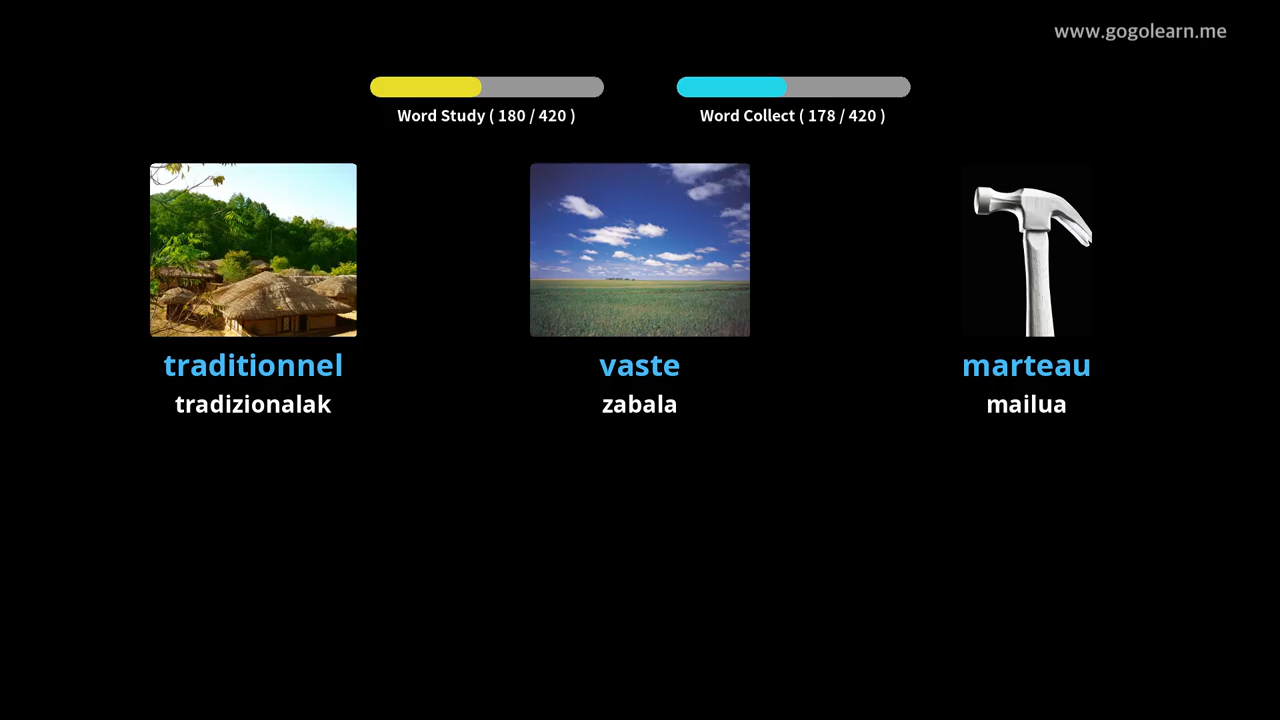 www.gogolearn.me
Word Study ( 180 / 420 )
Word Collect ( 178 / 420 )
traditionnel
tradizionalak
vaste
zabala
marteau
mailua